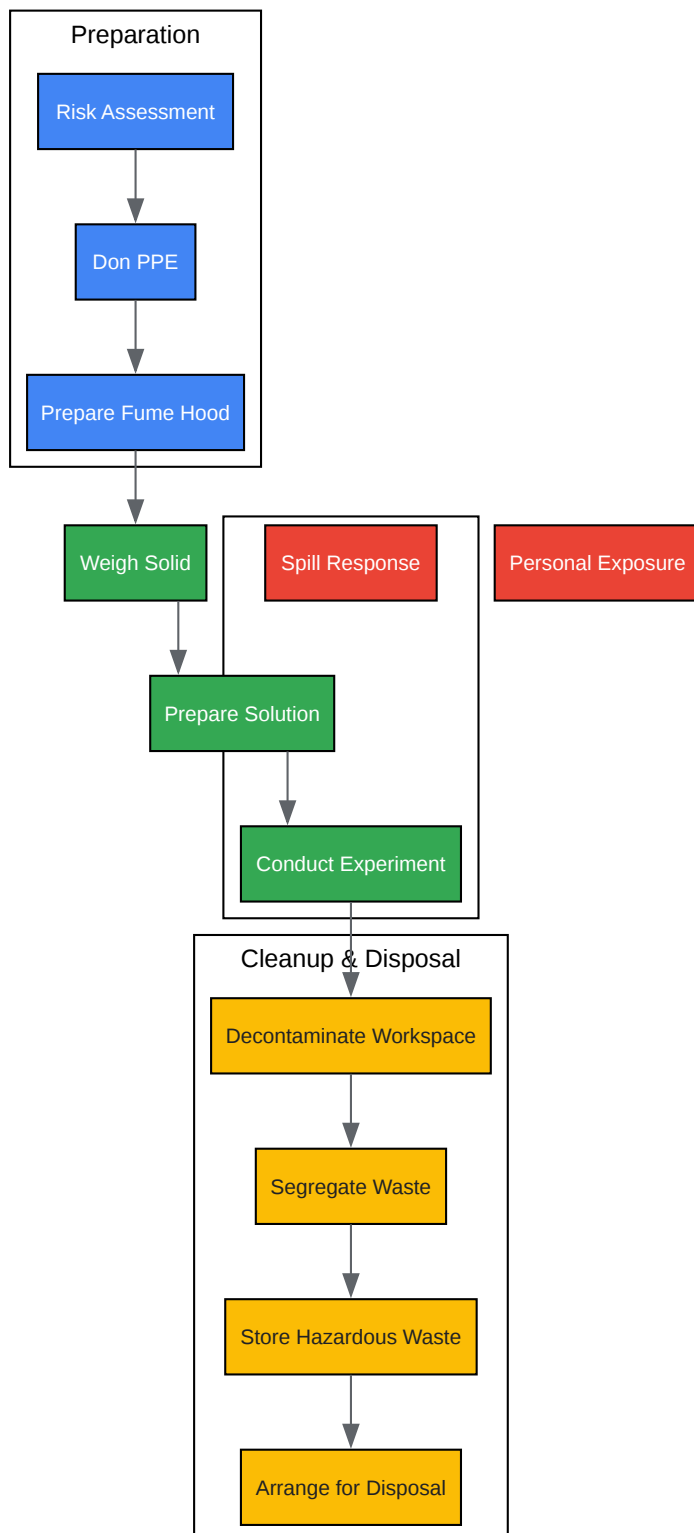 Preparation
Risk Assessment
Don PPE
Prepare Fume Hood
Weigh Solid
Spill Response
Personal Exposure
Prepare Solution
Conduct Experiment
Cleanup & Disposal
Decontaminate Workspace
Segregate Waste
Store Hazardous Waste
Arrange for Disposal